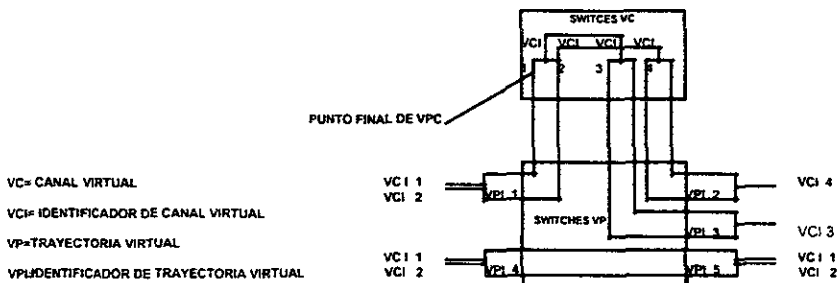 SWITCES VC
VCI VCI VCI VCI
1 2 3 4
PUNTO FINAL DE VPC
VC= CANAL VIRTUAL
VCI= IDENTIFICADOR DE CANAL VIRTUAL
VP=TRAYECTORIA VIRTUAL
VPI=IDENTIFICADOR DE TRAYECTORIA VIRTUAL
VCI 1
VCI 2
VPI 1
SWITCHES VP
VPI 2
VCI 4
VPI 3
VCI 3
VCI 1
VCI 2
VPI 4
VPI 5
VCI 1
VCI 2